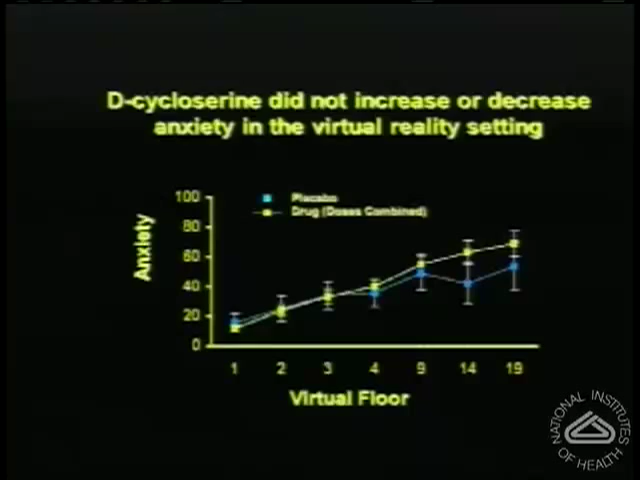 D-cycloserine did not increase or decrease
anxiety in the virtual reality setting
100
80
60
40
20
0
Anxiety
Placebo
Drug (Doses Combined)
1 2 3 4 9 14 19
Virtual Floor
NATIONAL INSTITUTES
OF HEALTH